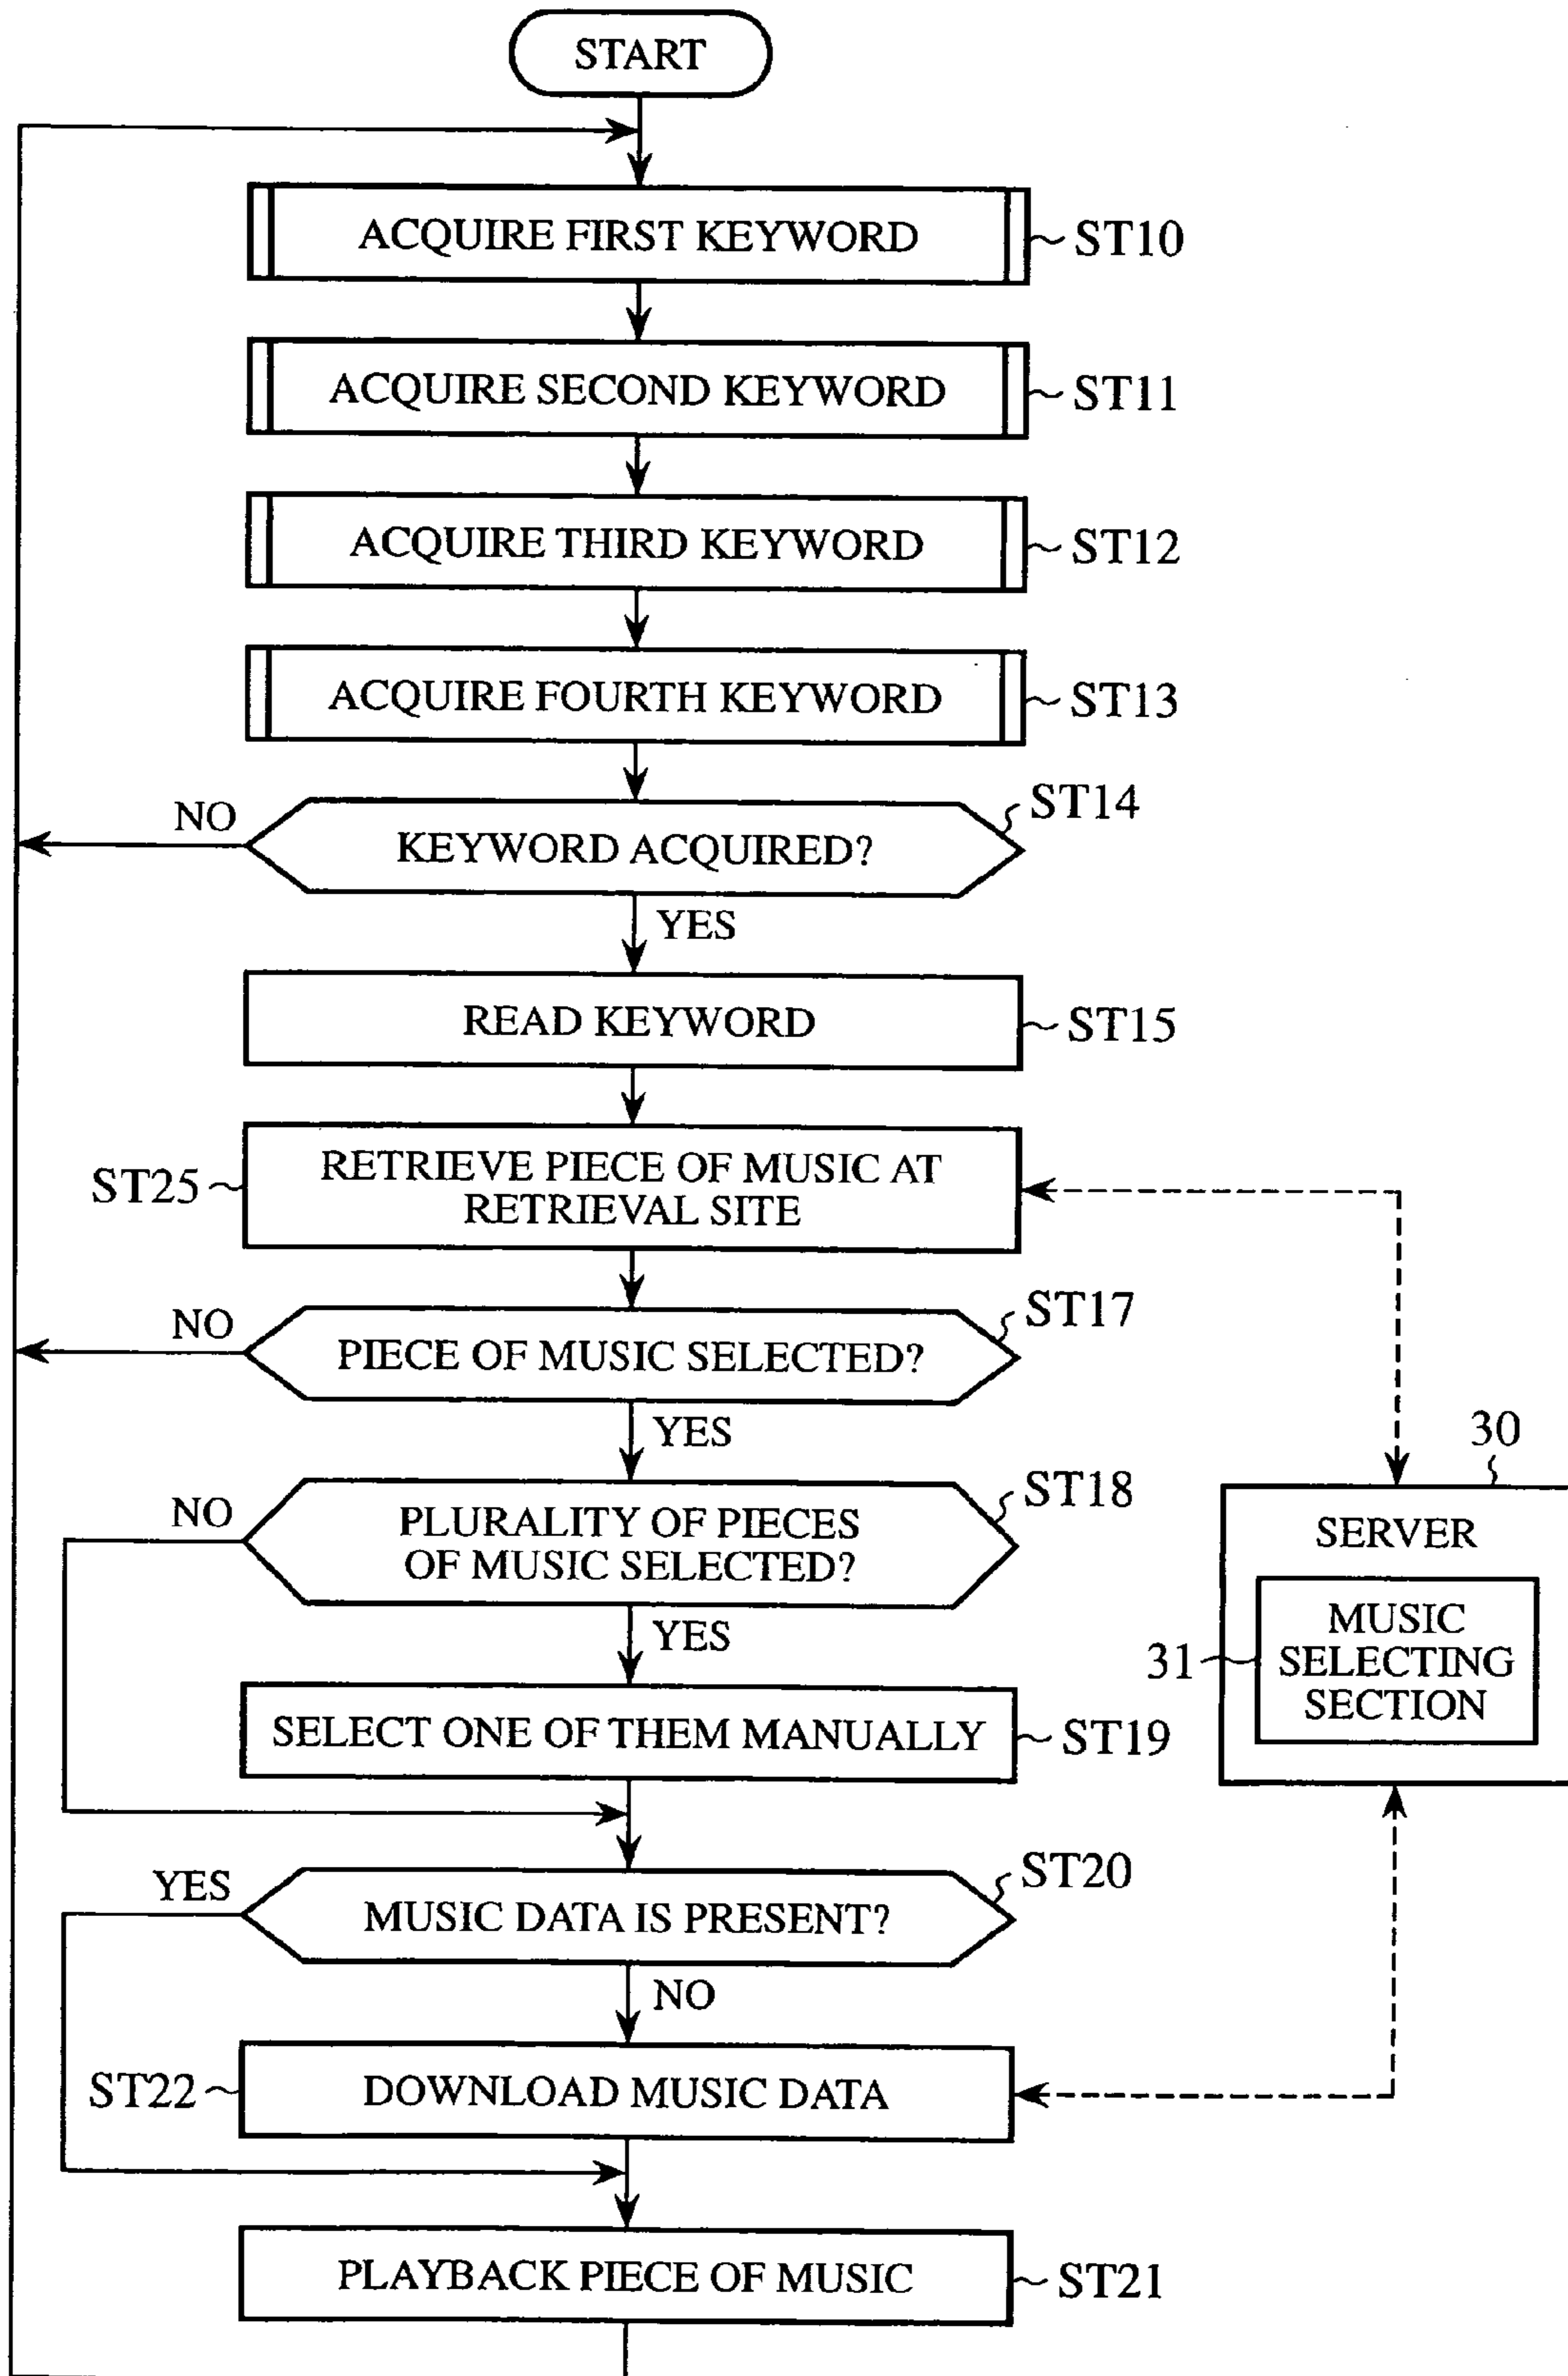 START
ACQUIRE FIRST KEYWORD
ST10
ACQUIRE SECOND KEYWORD
ST11
ACQUIRE THIRD KEYWORD
ST12
ACQUIRE FOURTH KEYWORD
ST13
NO
KEYWORD ACQUIRED?
ST14
YES
READ KEYWORD
ST15
ST25
RETRIEVE PIECE OF MUSIC AT
RETRIEVAL SITE
NO
PIECE OF MUSIC SELECTED?
ST17
YES
NO
PLURALITY OF PIECES
OF MUSIC SELECTED?
ST18
YES
30
SERVER
31
MUSIC
SELECTING
SECTION
SELECT ONE OF THEM MANUALLY
ST19
YES
MUSIC DATA IS PRESENT?
ST20
NO
ST22
DOWNLOAD MUSIC DATA
PLAYBACK PIECE OF MUSIC
ST21